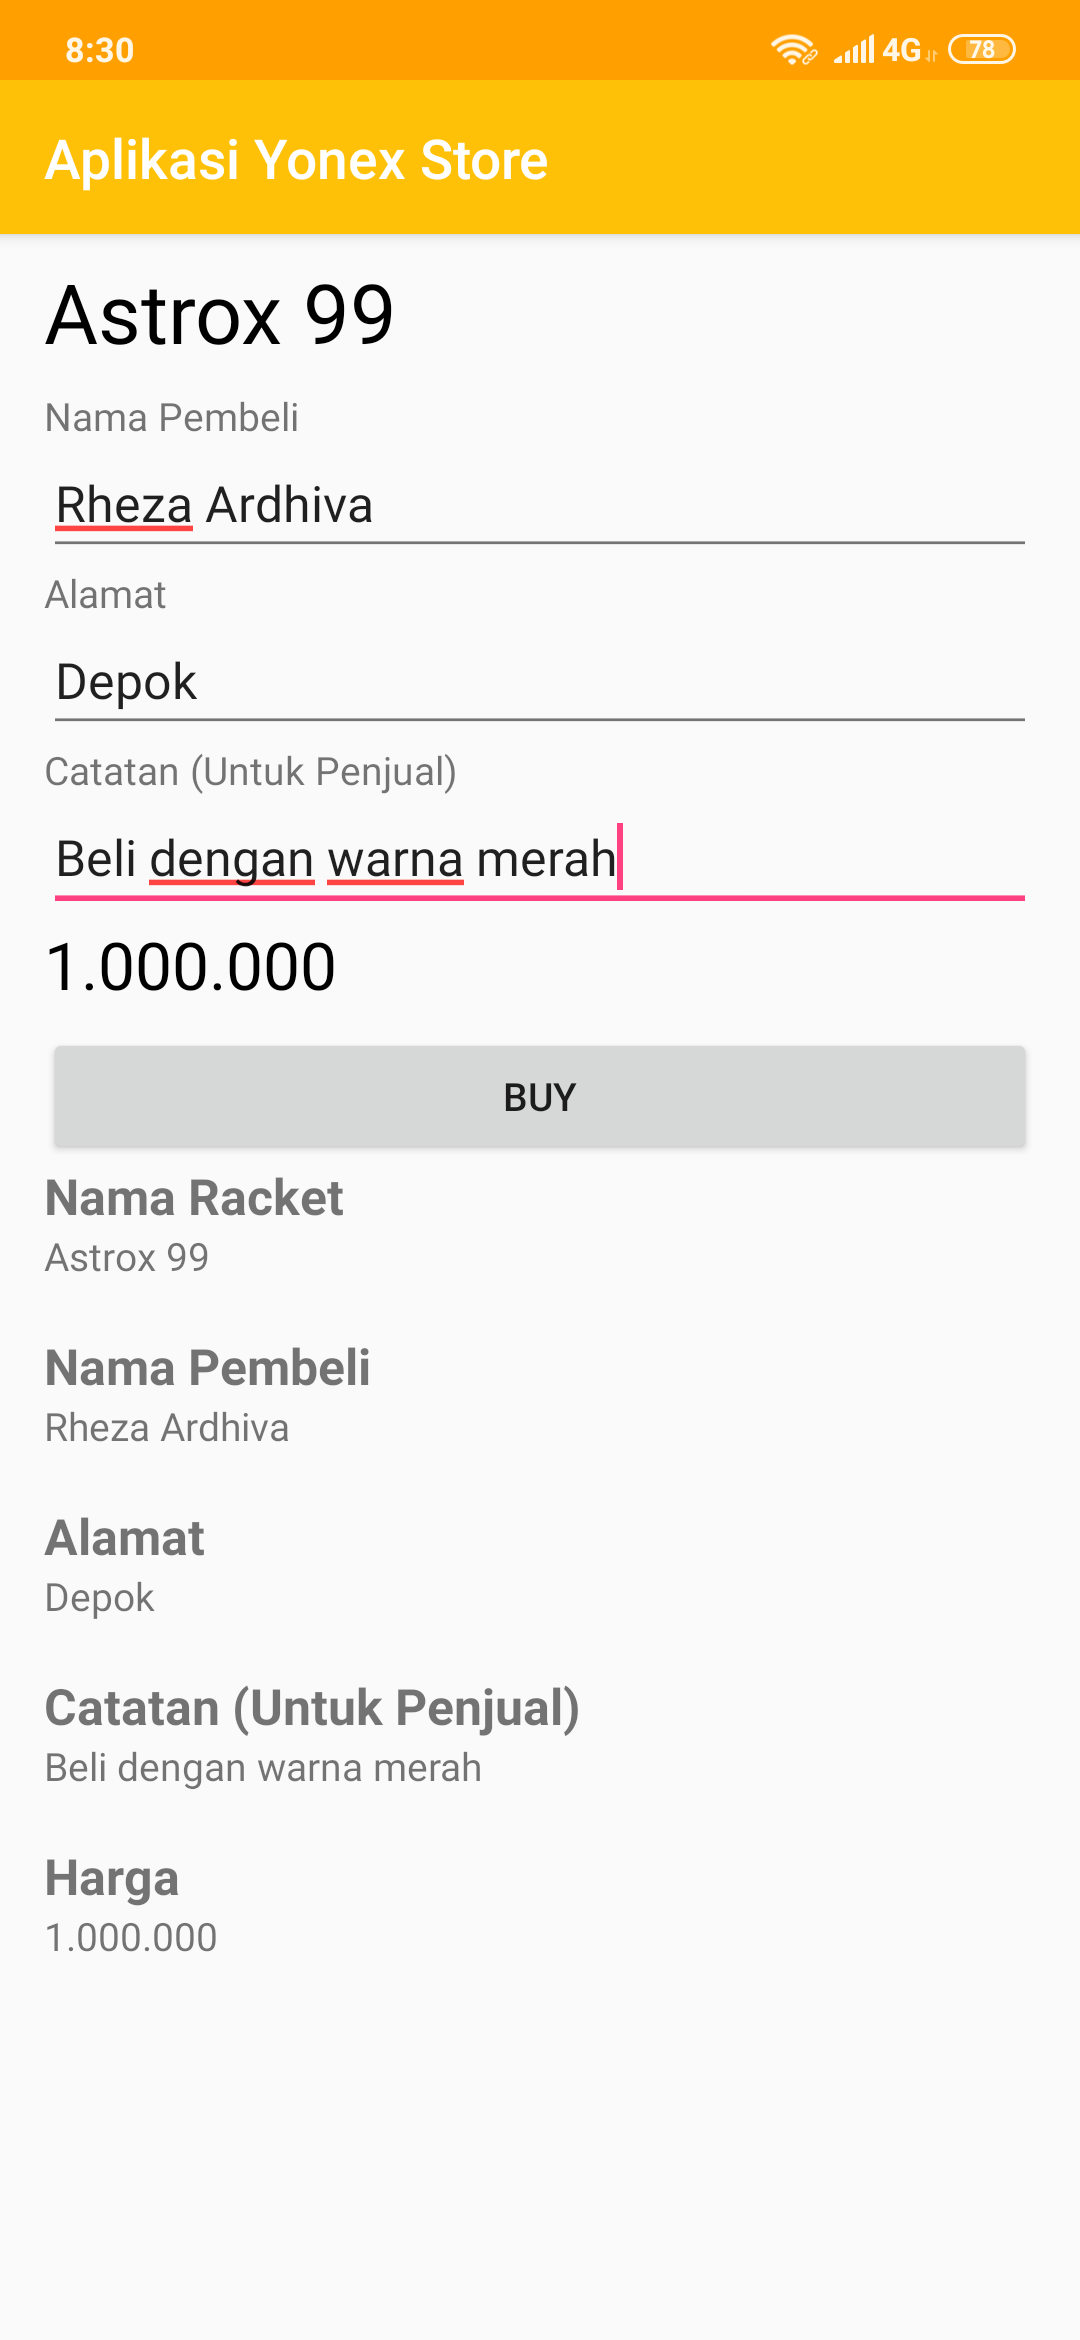 8:30 4G 78
Aplikasi Yonex Store
Astrox 99
Nama Pembeli
Rheza Ardhiva
Alamat
Depok
Catatan (Untuk Penjual)
Beli dengan warna merah
1.000.000
BUY
Nama Racket
Astrox 99
Nama Pembeli
Rheza Ardhiva
Alamat
Depok
Catatan (Untuk Penjual)
Beli dengan warna merah
Harga
1.000.000